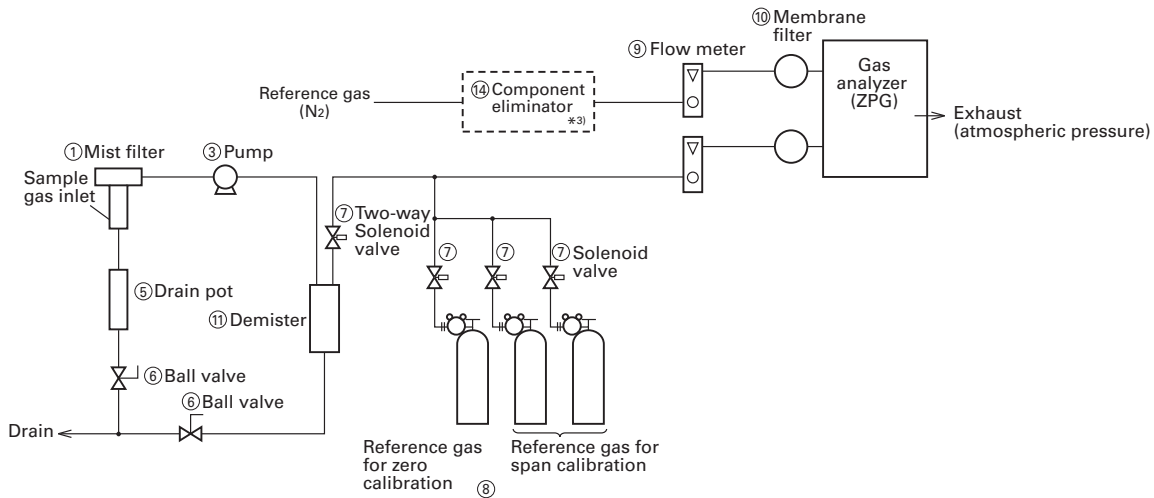 ⑩Membrane
filter
⑨Flow meter
Gas
analyzer
(ZPG)
Reference gas
(N2)
⑭Component
eliminator
*3)
Exhaust
(atmospheric pressure)
①Mist filter
③Pump
Sample
gas inlet
⑦Two-way
Solenoid
valve
⑦
⑦
⑦Solenoid
valve
⑤Drain pot
⑪Demister
⑥Ball valve
⑥Ball valve
Drain
Reference gas
for zero
calibration
⑧
Reference gas for
span calibration